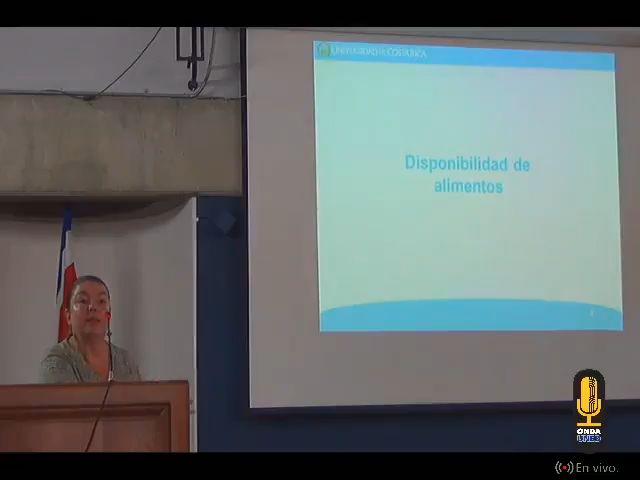 UNIVERSIDAD DE COSTA RICA
Disponibilidad de
alimentos
ONDA
UNED
En vivo.